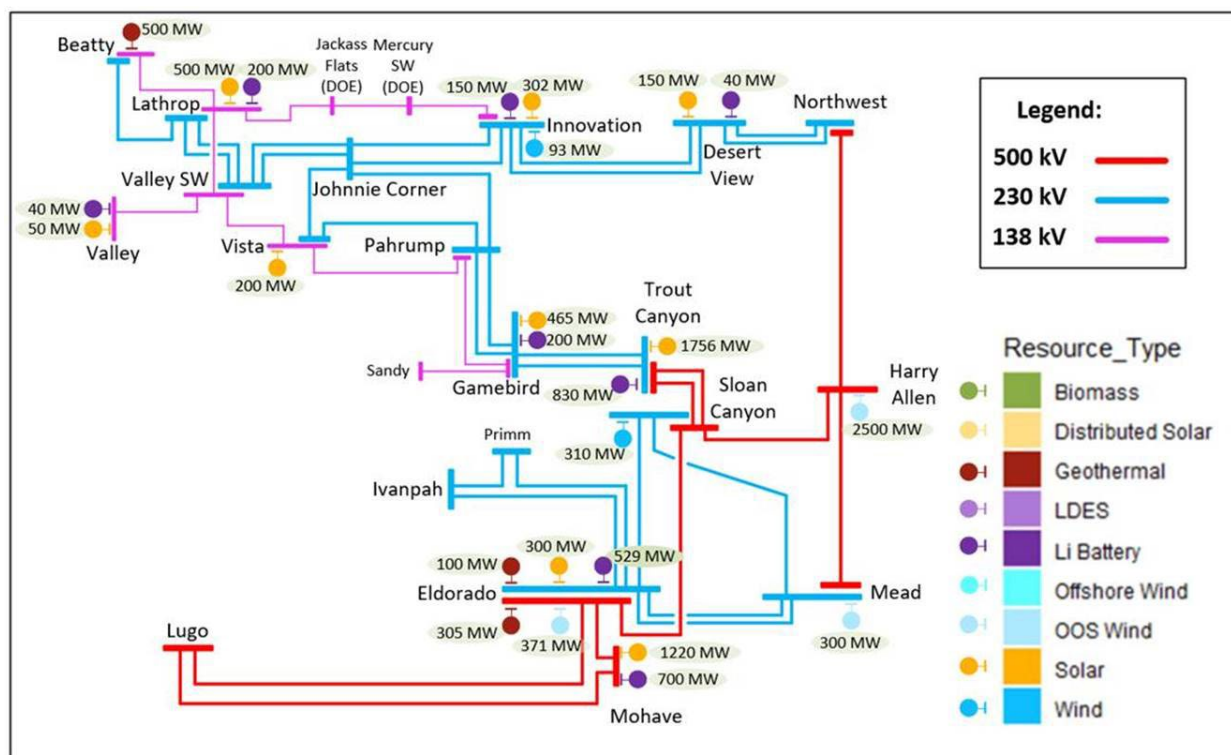 500 MW
Beatty
500 MW
200 MW
Jackass
Flats
(DOE)
Mercury
SW
(DOE)
Lathrop
150 MW
302 MW
Innovation
93 MW
150 MW
40 MW
Northwest
Desert
View
Legend:
500 kV
230 kV
138 kV
Valley SW
Johnnie Corner
40 MW
50 MW
Valley
Vista
200 MW
Pahrump
465 MW
200 MW
Trout
Canyon
1756 MW
Sandy
Gamebird
830 MW
Sloan
Canyon
Harry
Allen
2500 MW
310 MW
Primm
Ivanpah
100 MW
300 MW
529 MW
Eldorado
305 MW
371 MW
Mead
300 MW
Lugo
1220 MW
700 MW
Mohave
Resource_Type
Biomass
Distributed Solar
Geothermal
LDES
Li Battery
Offshore Wind
OOS Wind
Solar
Wind